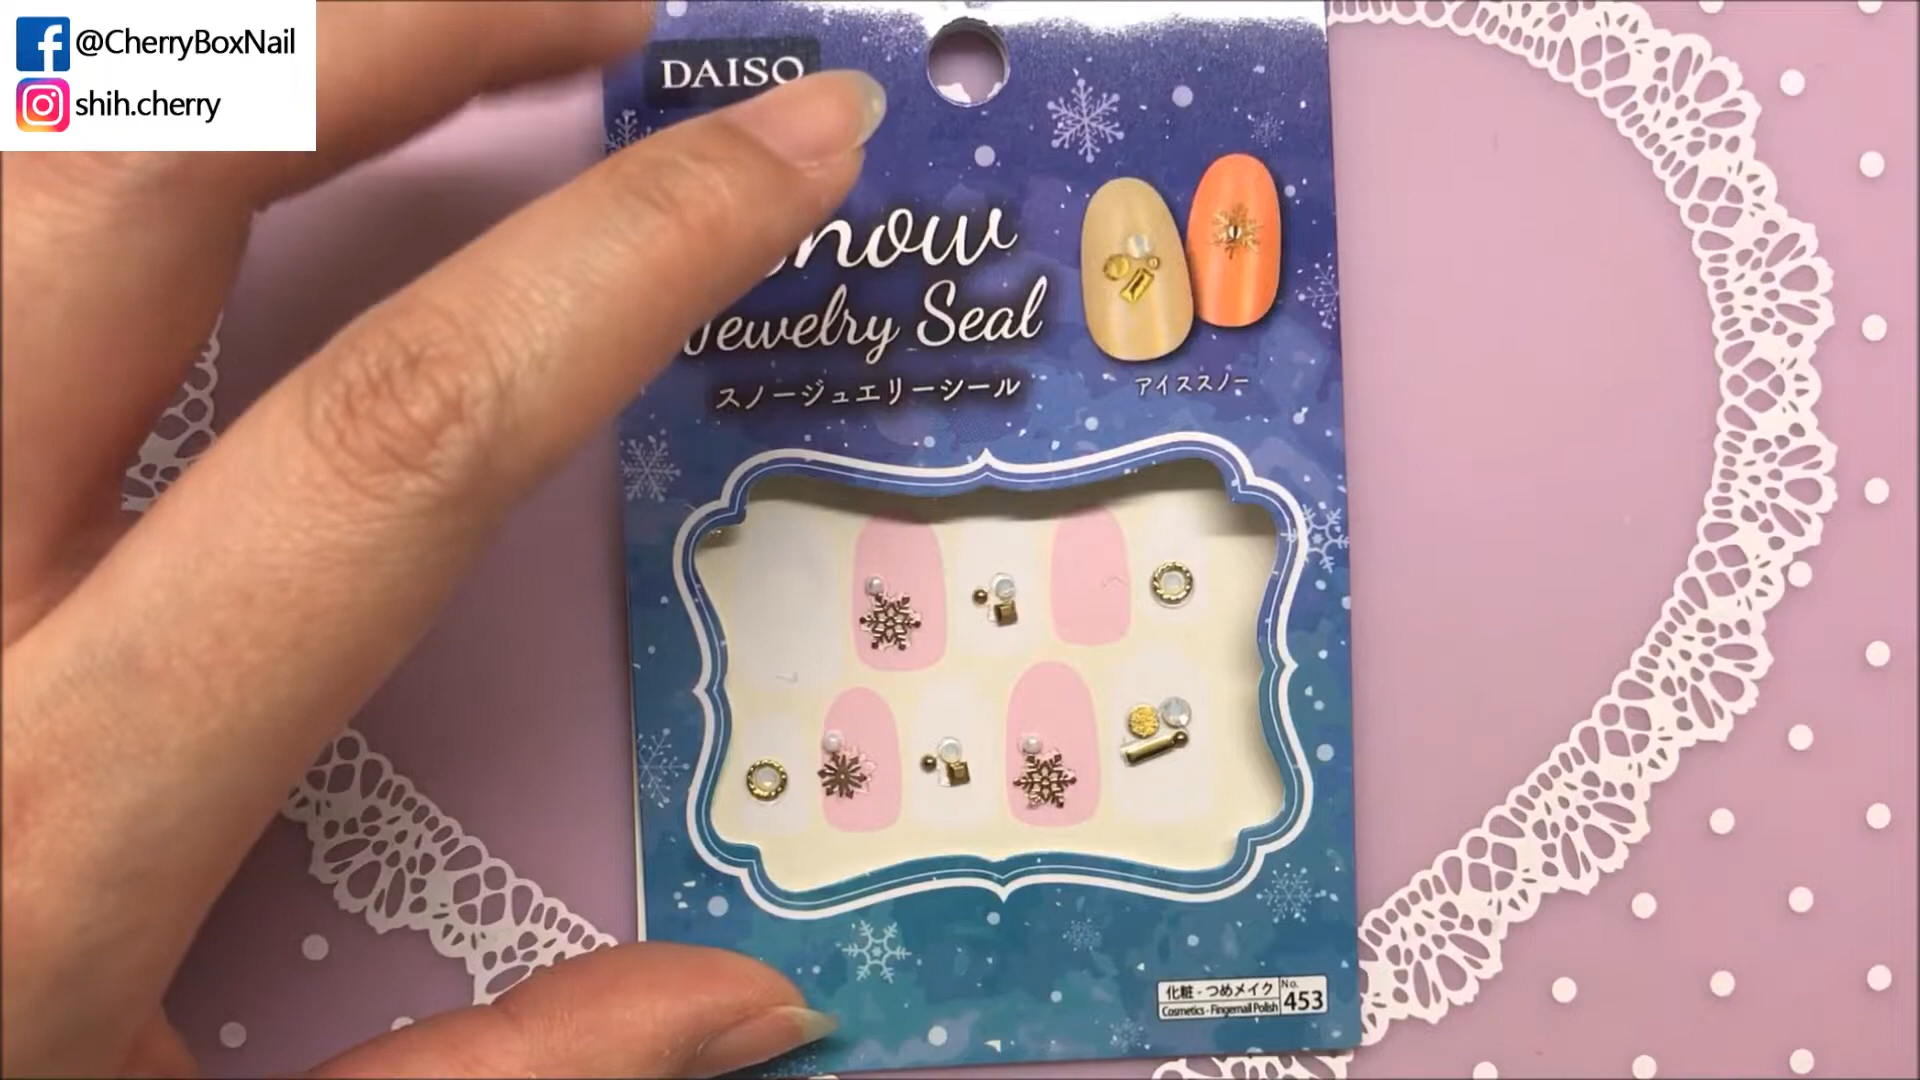 @CherryBoxNail
shih.cherry
DAISO
Snow
Jewelry Seal
スノージュエリーシール
アイススノー
化粧-つめメイク
Cosmetics - Fingernail Polish
No.
453